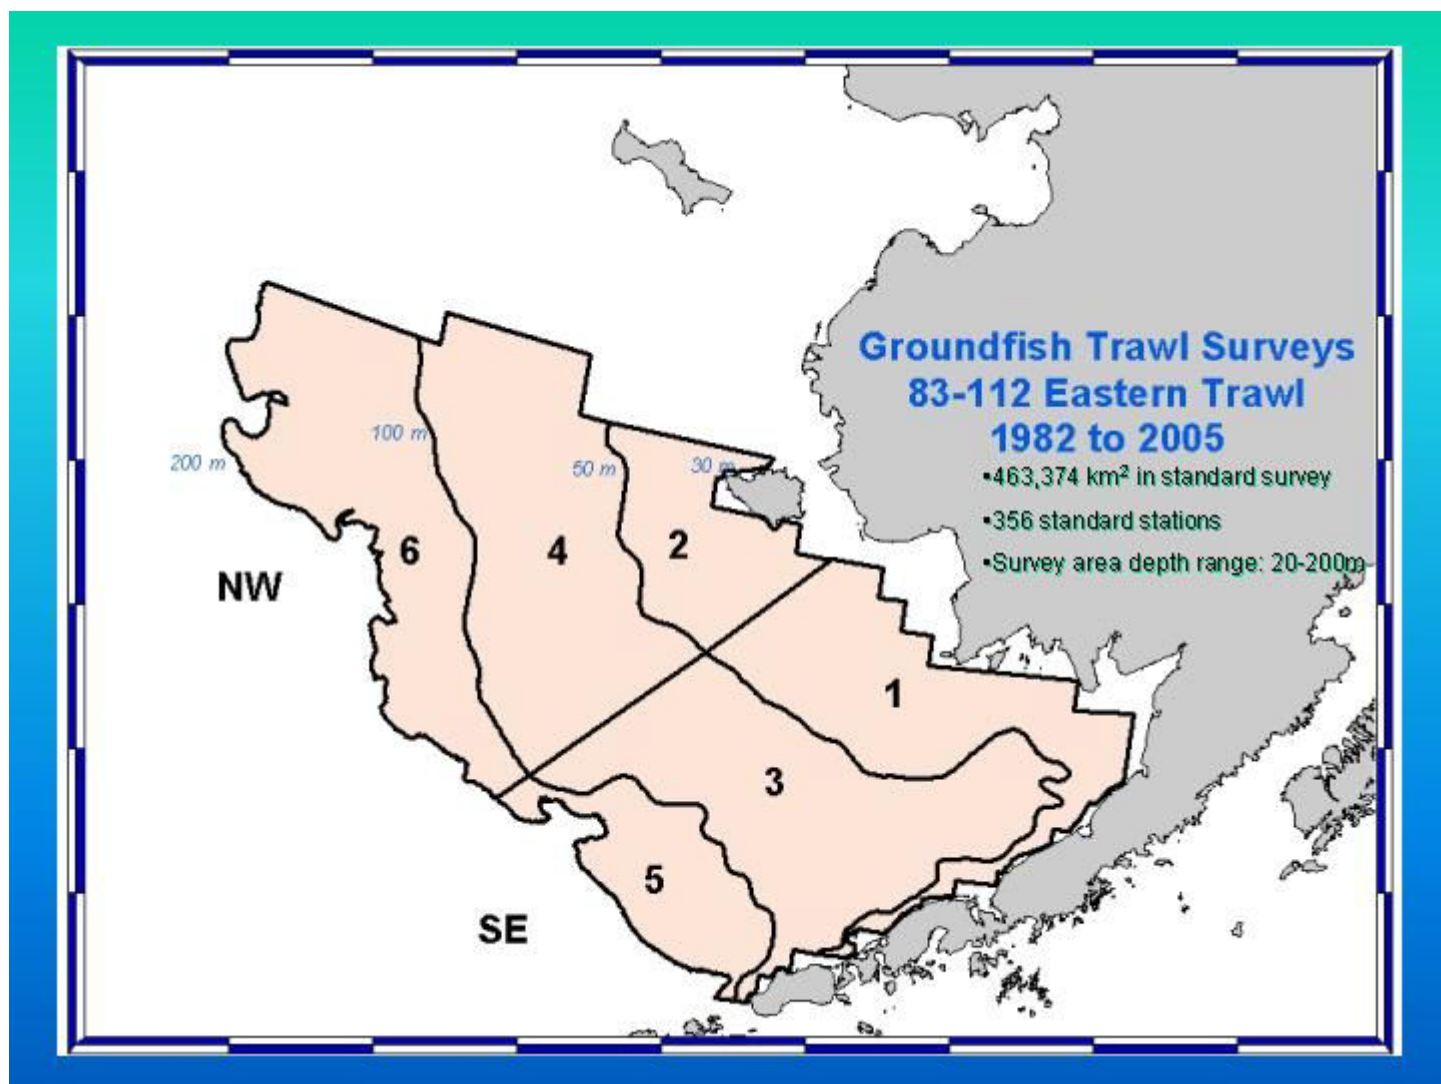 Groundfish Trawl Surveys
83-112 Eastern Trawl
1982 to 2005
▪463,374 km² in standard survey
▪356 standard stations
▪Survey area depth range: 20-200m
100 m
200 m
50 m
30 m
6
4
2
NW
1
3
5
SE